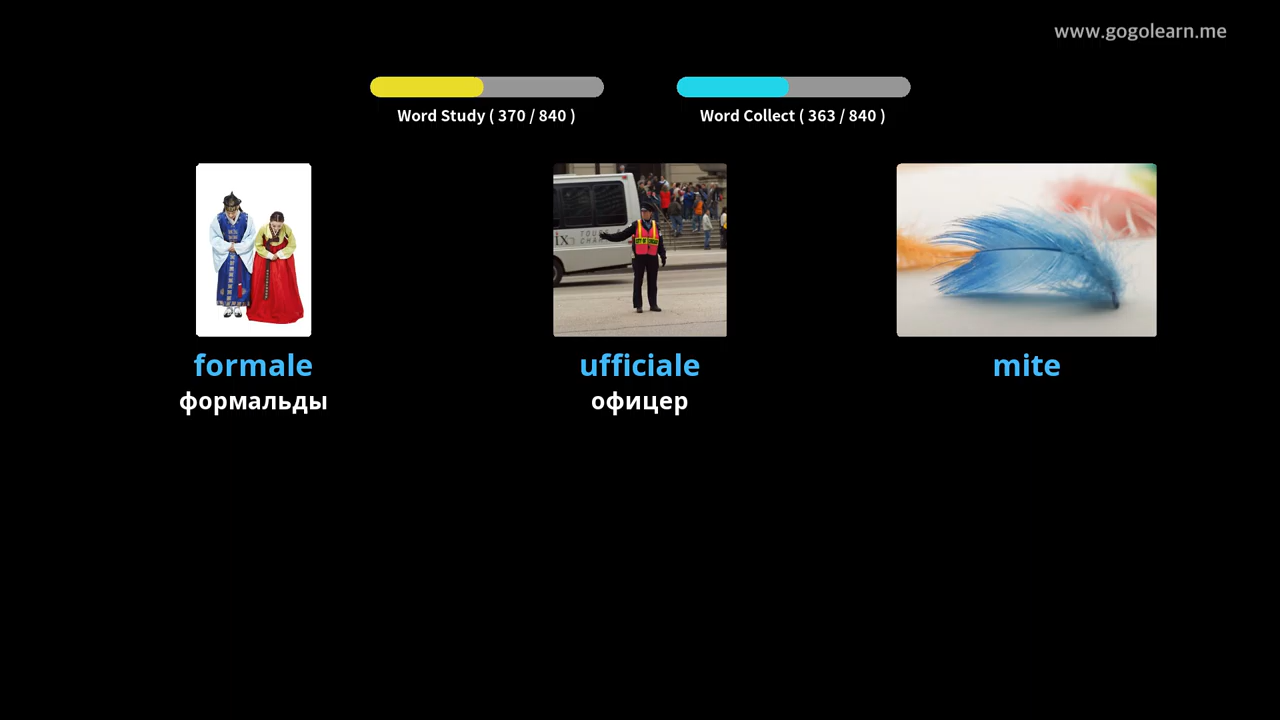 www.gogolearn.me
Word Study ( 370 / 840 )
Word Collect ( 363 / 840 )
formale
формальды
ufficiale
офицер
mite